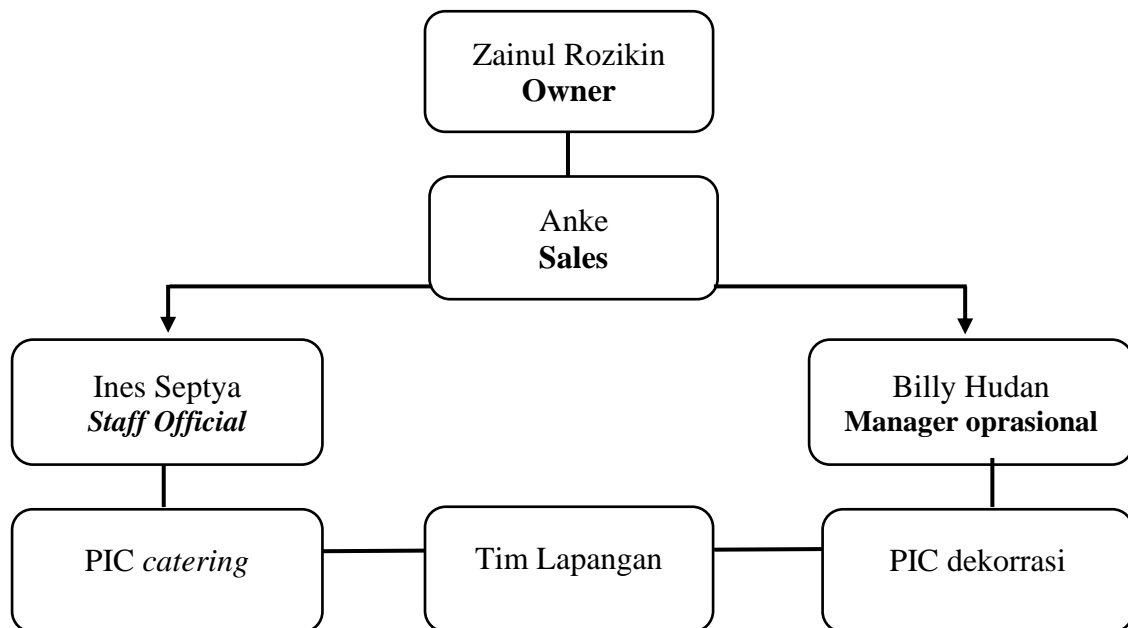 Zainul Rozikin
Owner
Anke
Sales
Ines Septya
Staff Official
Billy Hudan
Manager oprasional
PIC catering
Tim Lapangan
PIC dekorrasi